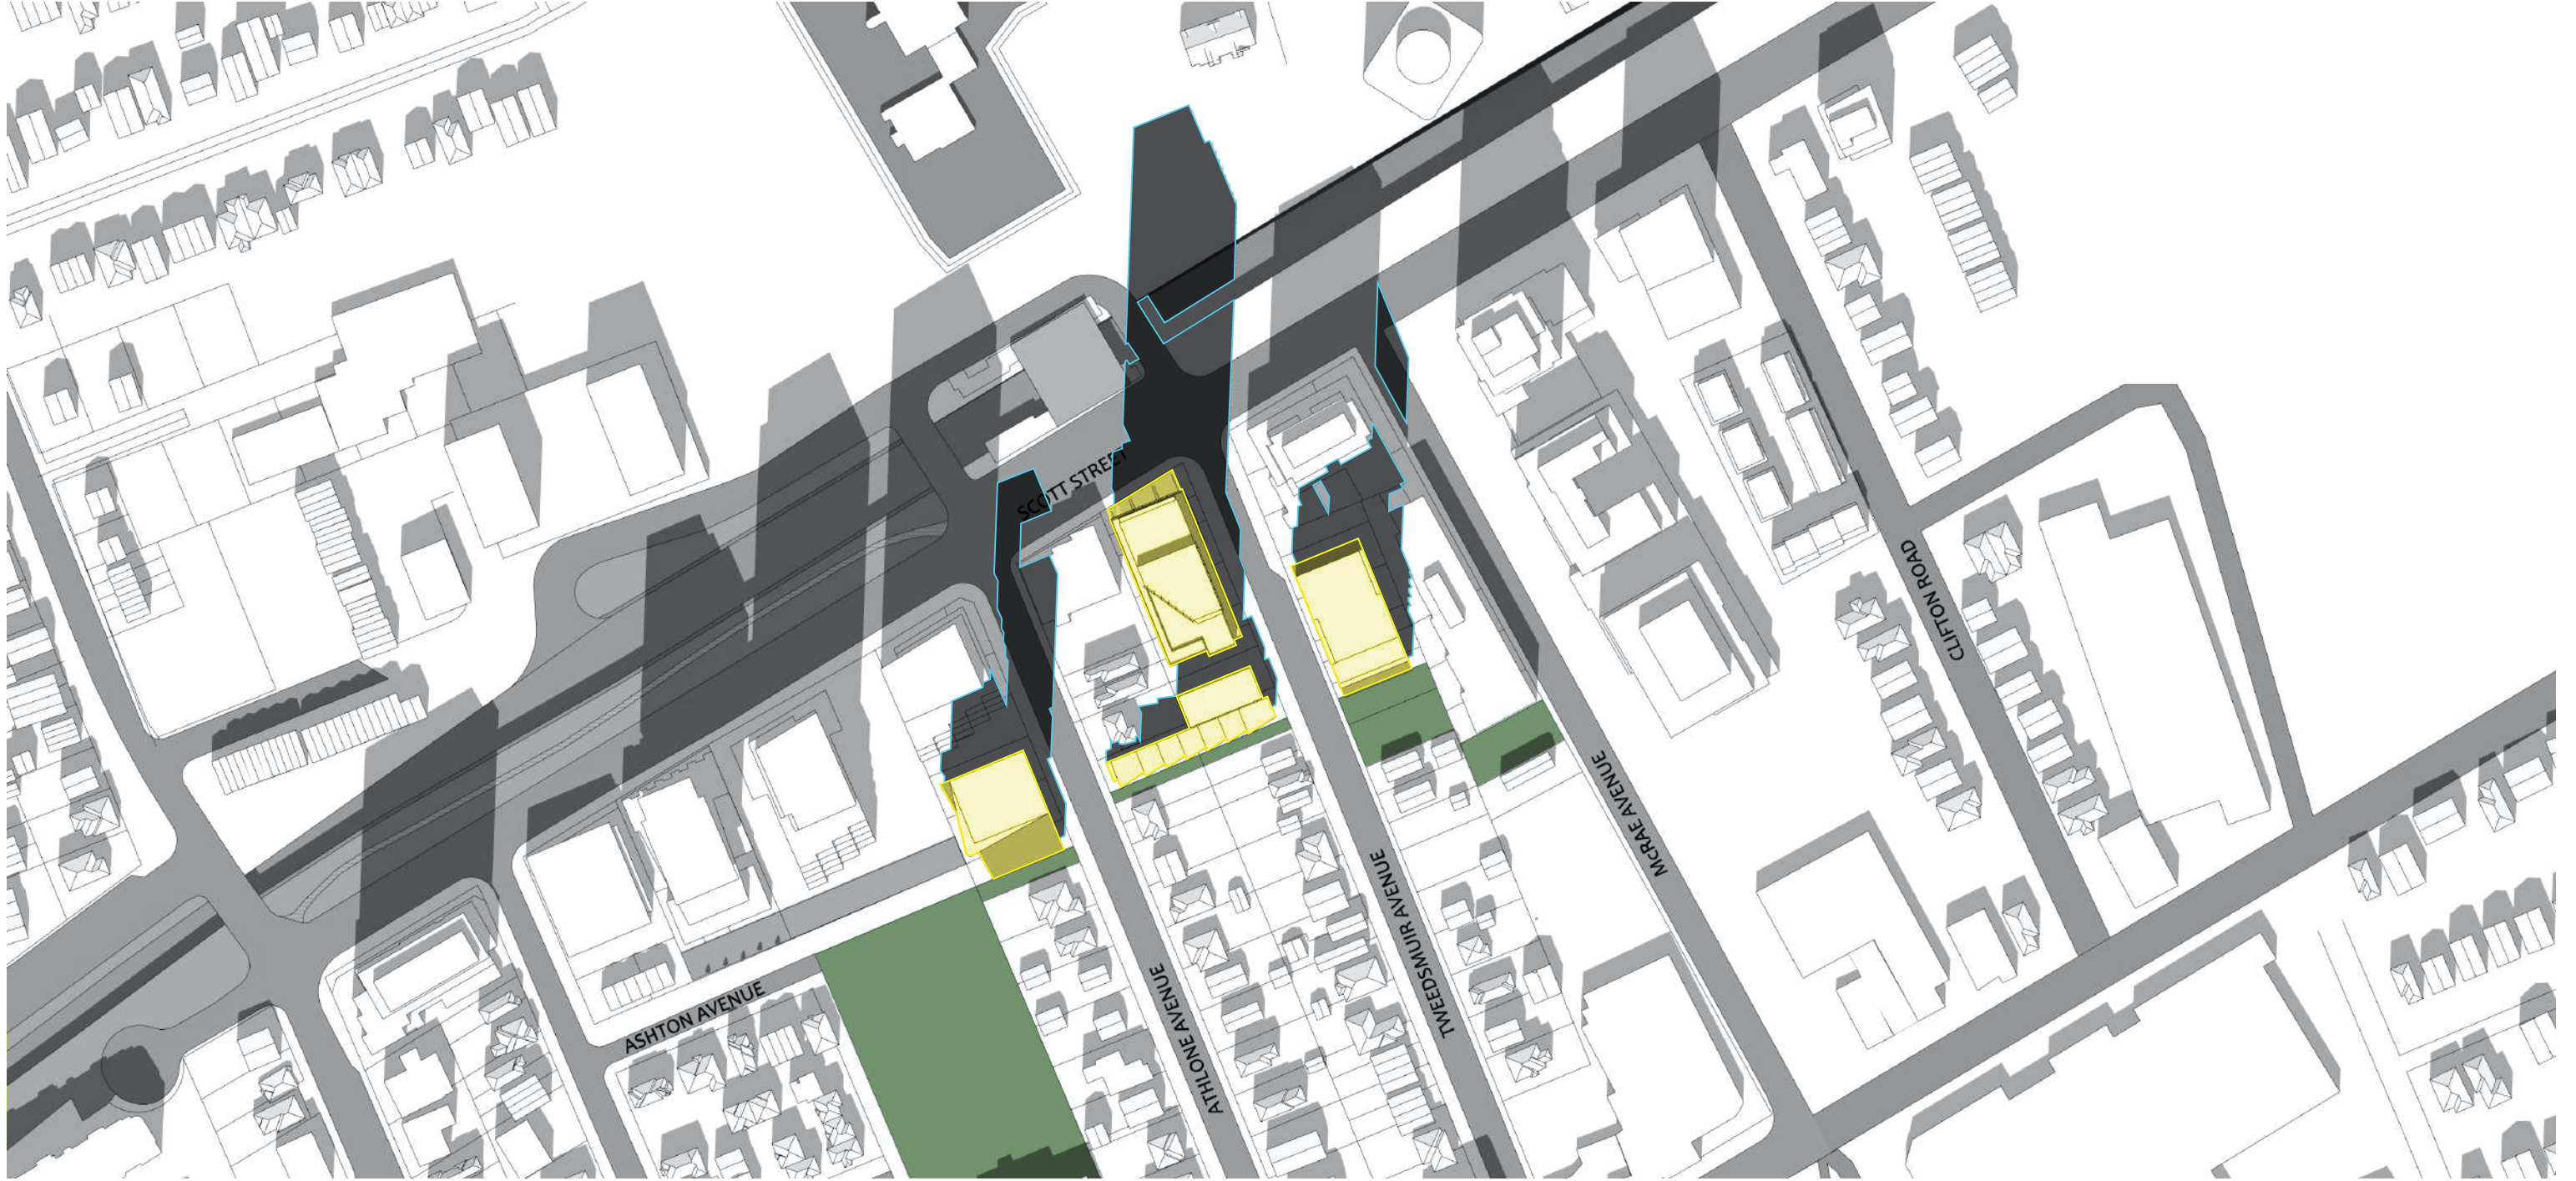 SCOTT STREET
CLIFTON ROAD
McRAE AVENUE
TWEEDSMUIR AVENUE
ATHLONE AVENUE
ASHTON AVENUE